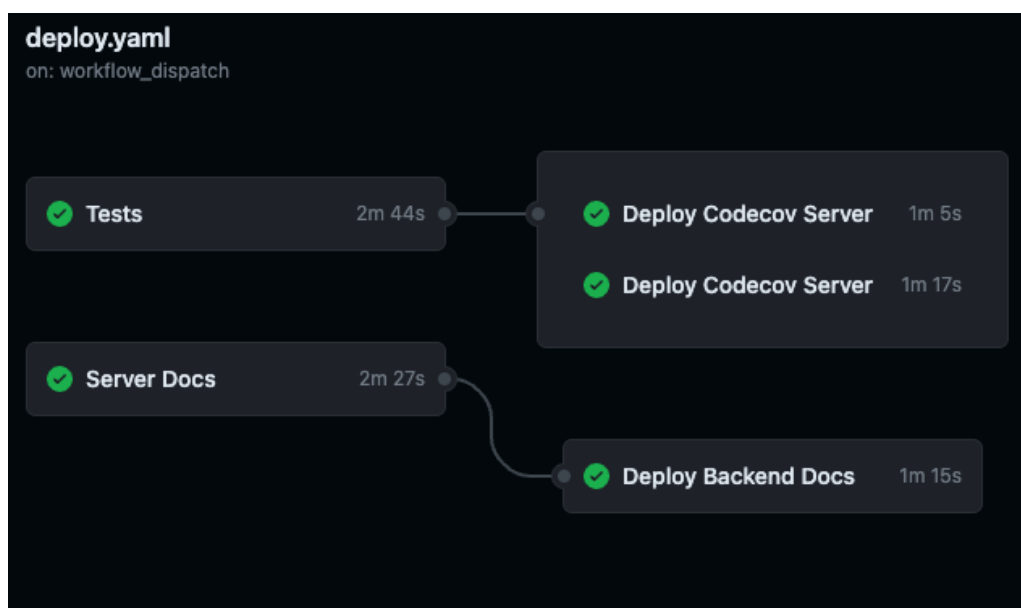 deploy.yaml
on: workflow_dispatch
Tests 2m 44s
Deploy Codecov Server 1m 5s
Deploy Codecov Server 1m 17s
Server Docs 2m 27s
Deploy Backend Docs 1m 15s